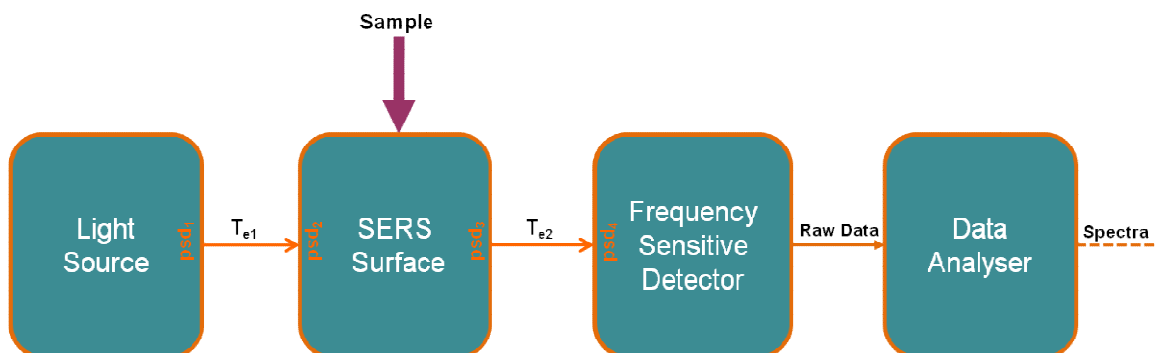 Sample
Light
Source
psd₁
Tₑ₁
psd₂
SERS
Surface
psd₃
Tₑ₂
psd₄
Frequency
Sensitive
Detector
Raw Data
Data
Analyser
Spectra